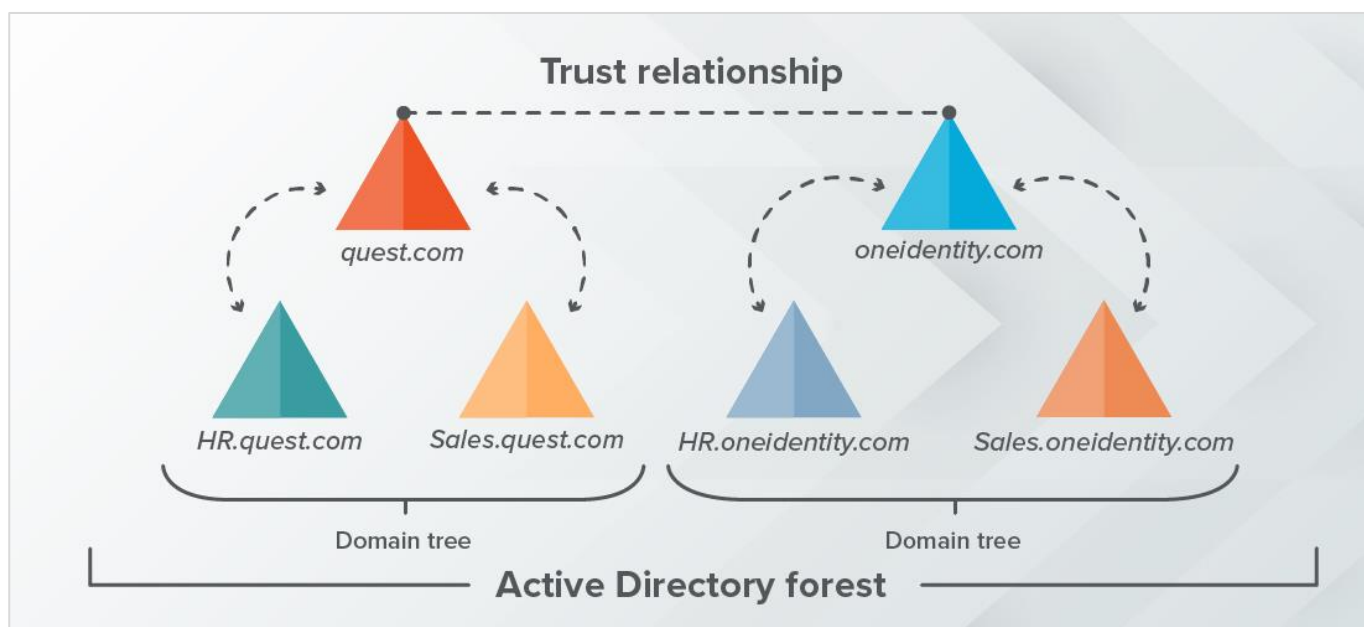 Trust relationship
quest.com
oneidentity.com
HR.quest.com
Sales.quest.com
HR.oneidentity.com
Sales.oneidentity.com
Domain tree
Domain tree
Active Directory forest